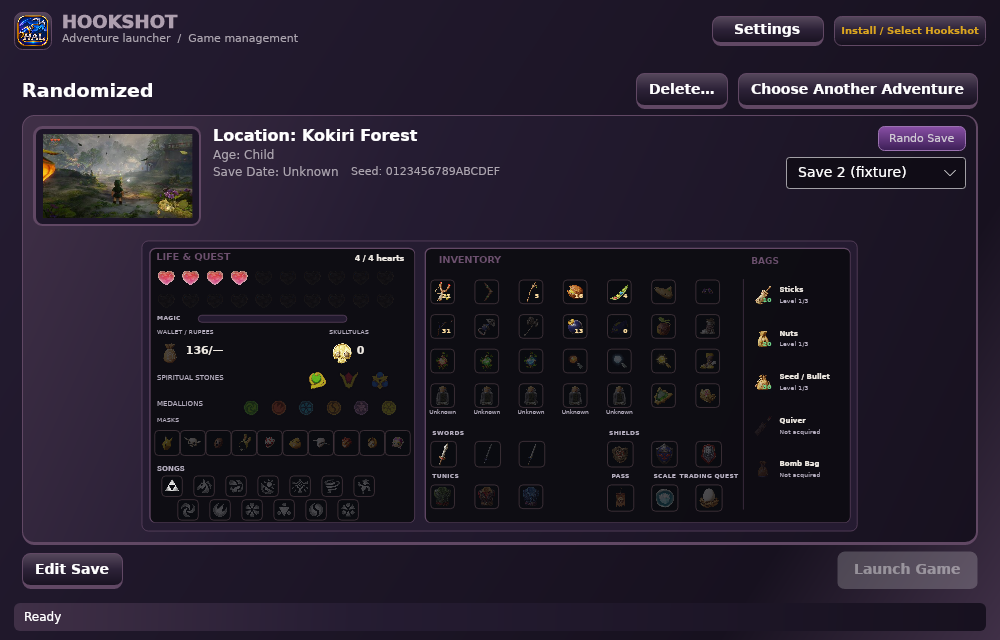 HOOKSHOT
Adventure launcher / Game management
Settings
Install / Select Hookshot
Randomized
Delete...
Choose Another Adventure
Location: Kokiri Forest
Age: Child
Save Date: Unknown Seed: 0123456789ABCDEF
Rando Save
Save 2 (fixture)
LIFE & QUEST
4 / 4 hearts
MAGIC
WALLET / RUPEES
136/—
SKULLTULAS
0
SPIRITUAL STONES
MEDALLIONS
MASKS
SONGS
INVENTORY
5
16
4
31
13
0
Unknown
Unknown
Unknown
Unknown
Unknown
SWORDS
SHIELDS
TUNICS
PASS
SCALE
TRADING QUEST
BAGS
Sticks
Level 1/3
Nuts
Level 1/3
Seed / Bullet
Level 1/3
Quiver
Not acquired
Bomb Bag
Not acquired
Edit Save
Launch Game
Ready